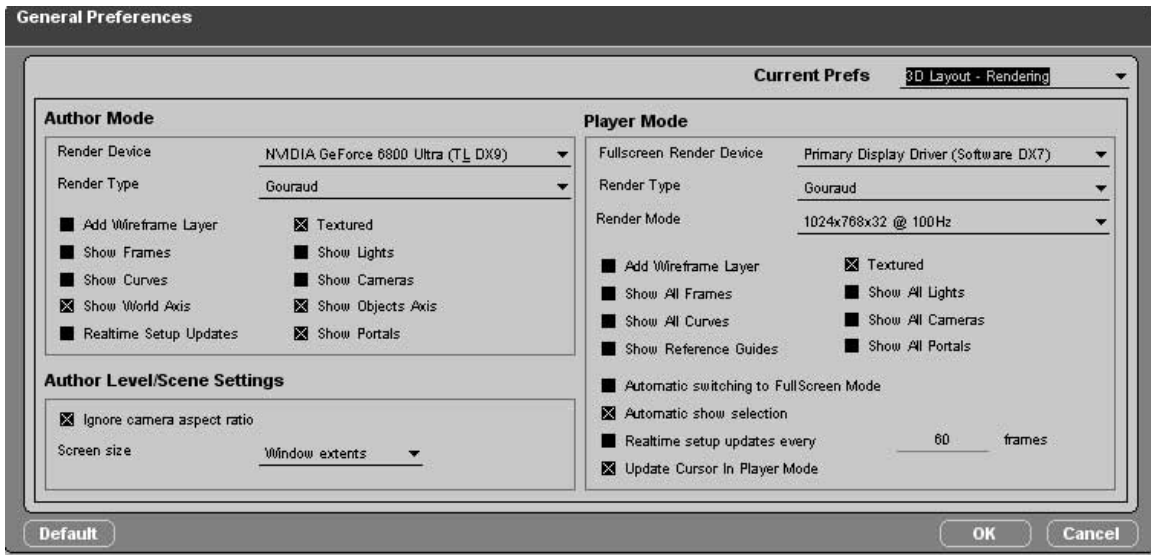 General Preferences
Current Prefs 3D Layout - Rendering
Author Mode
Render Device NVIDIA GeForce 6800 Ultra (TL DX9)
Render Type Gouraud
Add Wireframe Layer Textured
Show Frames Show Lights
Show Curves Show Cameras
Show World Axis Show Objects Axis
Realtime Setup Updates Show Portals
Author Level/Scene Settings
Ignore camera aspect ratio
Screen size Window extents
Player Mode
Fullscreen Render Device Primary Display Driver (Software DX7)
Render Type Gouraud
Render Mode 1024x768x32 @ 100Hz
Add Wireframe Layer Textured
Show All Frames Show All Lights
Show All Curves Show All Cameras
Show Reference Guides Show All Portals
Automatic switching to FullScreen Mode
Automatic show selection
Realtime setup updates every 60 frames
Update Cursor In Player Mode
Default OK Cancel